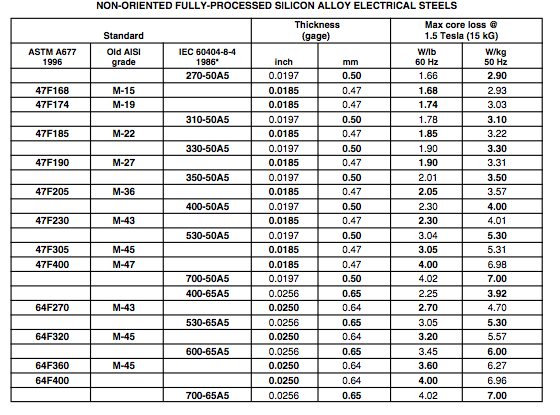 NON-ORIENTED FULLY-PROCESSED SILICON ALLOY ELECTRICAL STEELS
Standard Thickness (gage) Max core loss @ 1.5 Tesla (15 kG)
ASTM A677 1996 Old AISI grade IEC 60404-8-4 1986* inch mm W/lb 60 Hz W/kg 50 Hz
270-50A5 0.0197 0.50 1.66 2.90
47F168 M-15 0.0185 0.47 1.68 2.93
47F174 M-19 0.0185 0.47 1.74 3.03
310-50A5 0.0197 0.50 1.78 3.10
47F185 M-22 0.0185 0.47 1.85 3.22
330-50A5 0.0197 0.50 1.90 3.30
47F190 M-27 0.0185 0.47 1.90 3.31
350-50A5 0.0197 0.50 2.01 3.50
47F205 M-36 0.0185 0.47 2.05 3.57
400-50A5 0.0197 0.50 2.30 4.00
47F230 M-43 0.0185 0.47 2.30 4.01
530-50A5 0.0197 0.50 3.04 5.30
47F305 M-45 0.0185 0.47 3.05 5.31
47F400 M-47 0.0185 0.47 4.00 6.98
700-50A5 0.0197 0.50 4.02 7.00
400-65A5 0.0256 0.65 2.25 3.92
64F270 M-43 0.0250 0.64 2.70 4.70
530-65A5 0.0256 0.65 3.05 5.30
64F320 M-45 0.0250 0.64 3.20 5.57
600-65A5 0.0256 0.65 3.45 6.00
64F360 M-45 0.0250 0.64 3.60 6.27
64F400 0.0250 0.64 4.00 6.96
700-65A5 0.0256 0.65 4.02 7.00